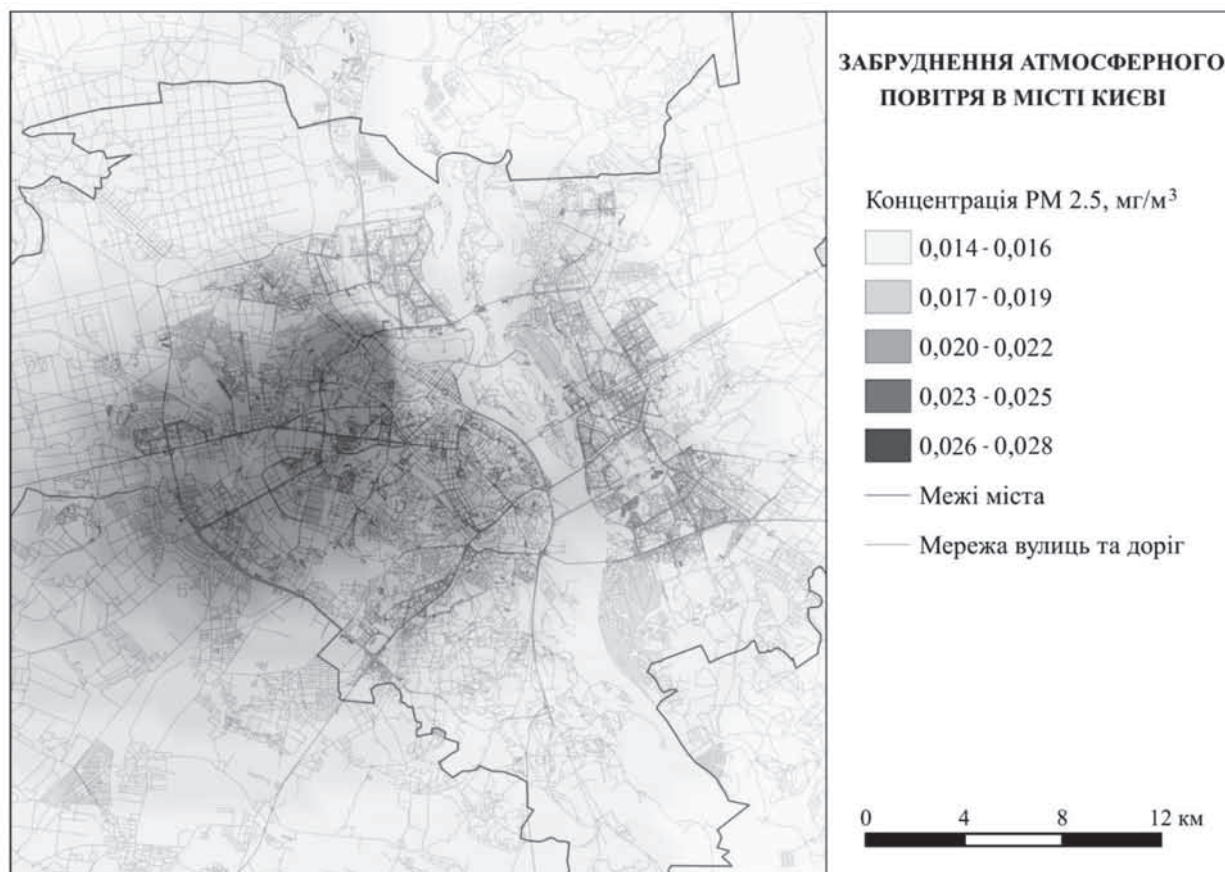 ЗАБРУДНЕННЯ АТМОСФЕРНОГО
ПОВІТРЯ В МІСТІ КИЄВІ
Концентрація РМ 2.5, мг/м³
0,014 - 0,016
0,017 - 0,019
0,020 - 0,022
0,023 - 0,025
0,026 - 0,028
Межі міста
Мережа вулиць та доріг
0 4 8 12 км